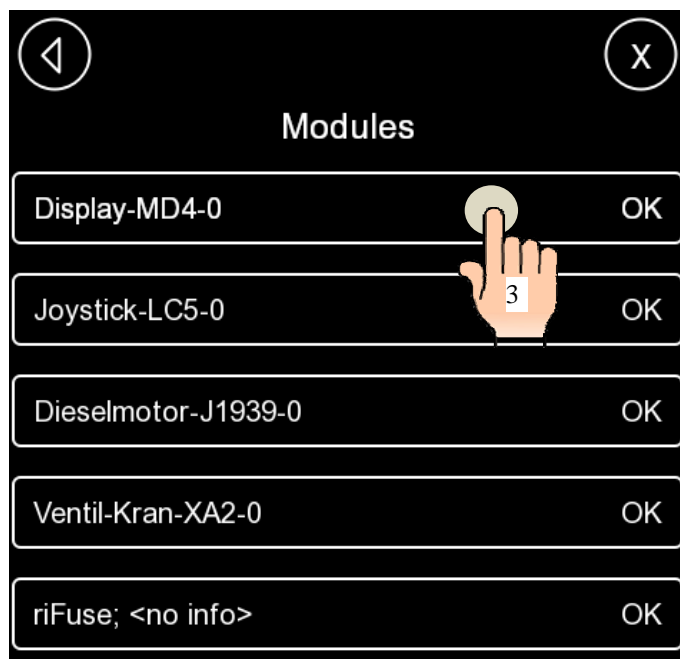 X
Modules
Display-MD4-0 OK
3
Joystick-LC5-0 OK
Dieselmotor-J1939-0 OK
Ventil-Kran-XA2-0 OK
riFuse; <no info> OK